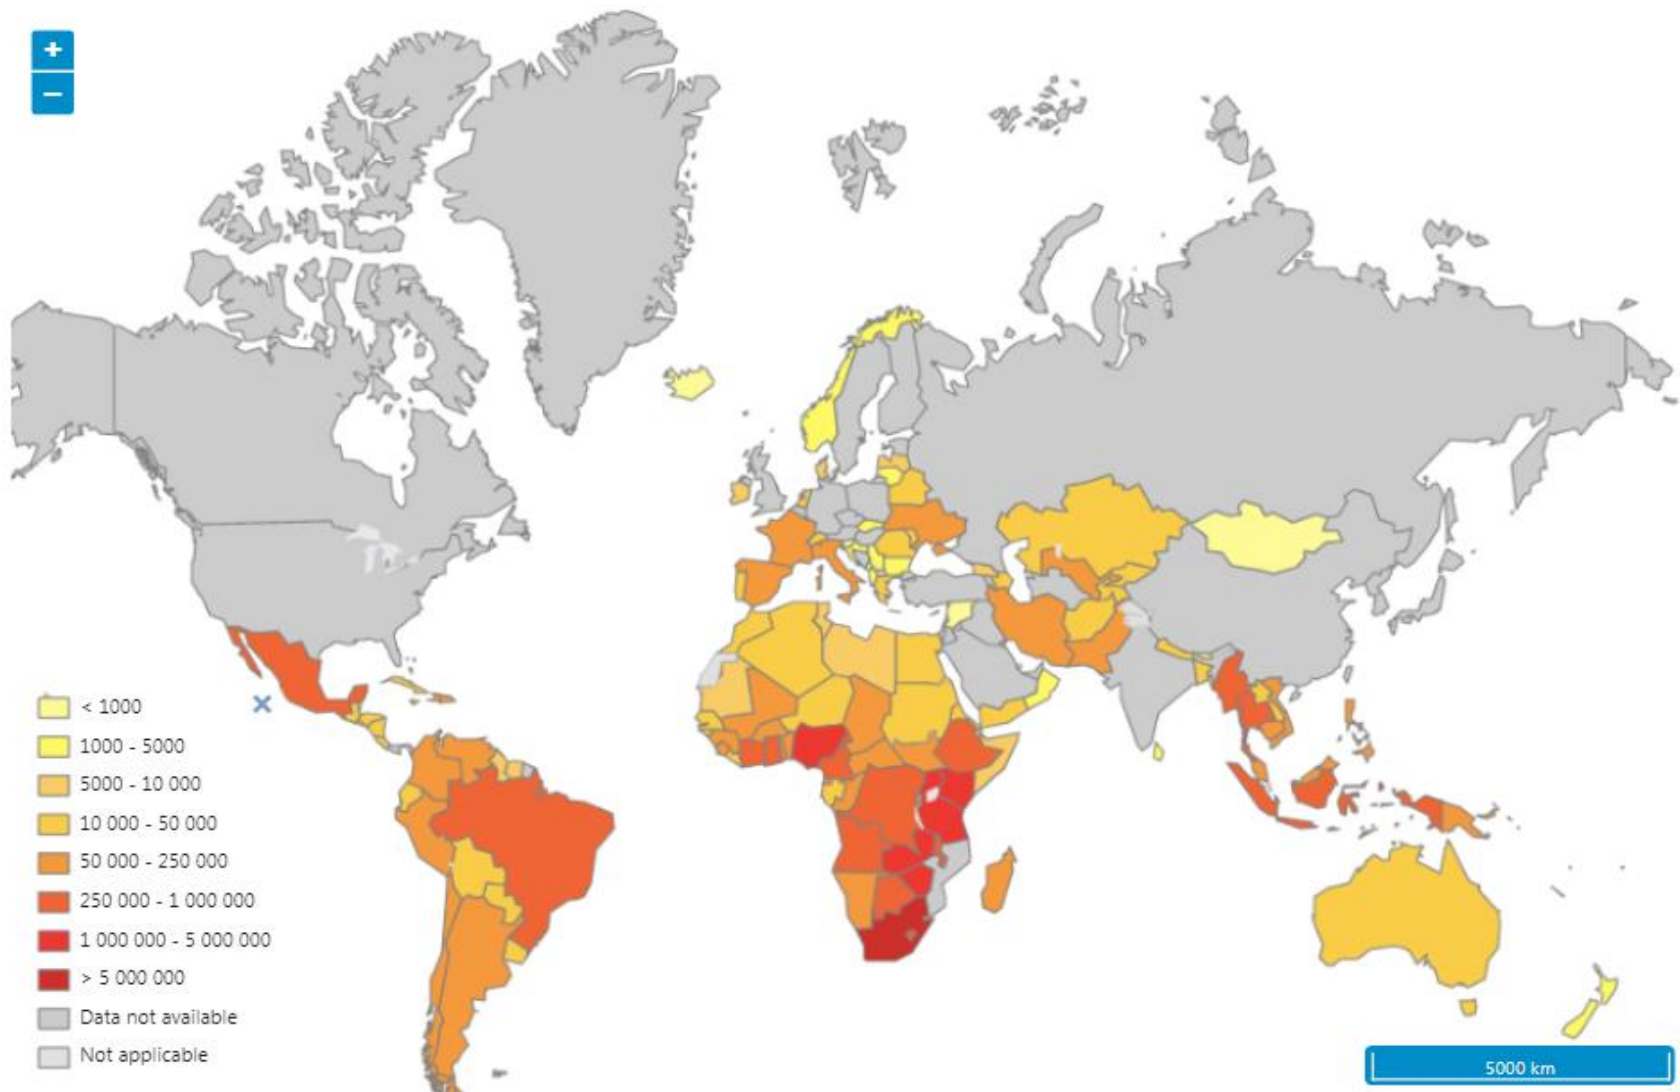 +
−
< 1000
1000 - 5000
5000 - 10 000
10 000 - 50 000
50 000 - 250 000
250 000 - 1 000 000
1 000 000 - 5 000 000
> 5 000 000
Data not available
Not applicable
5000 km